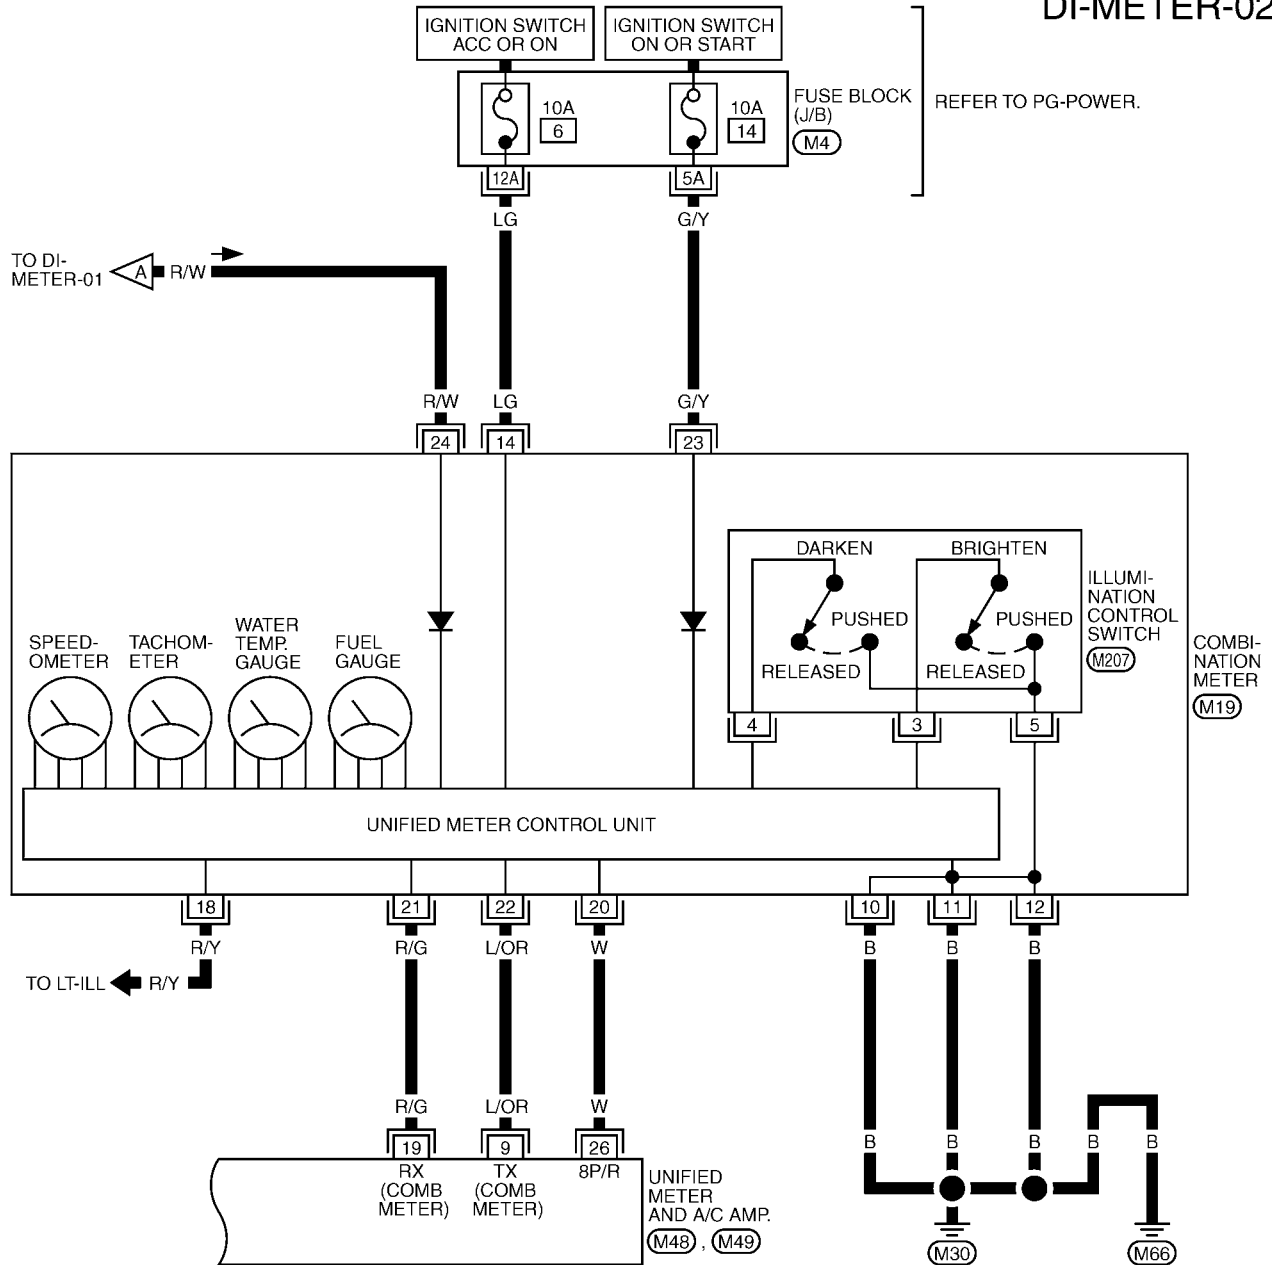 DI-METER-02
IGNITION SWITCH
ACC OR ON
IGNITION SWITCH
ON OR START
10A
6
10A
14
FUSE BLOCK
(J/B)
M4
REFER TO PG-POWER.
12A
5A
LG
G/Y
TO DI-
METER-01
A
R/W
R/W
LG
G/Y
24
14
23
DARKEN
BRIGHTEN
PUSHED
PUSHED
RELEASED
RELEASED
ILLUMI-
NATION
CONTROL
SWITCH
M207
COMBI-
NATION
METER
M19
SPEED-
OMETER
TACHOM-
ETER
WATER
TEMP.
GAUGE
FUEL
GAUGE
4
3
5
UNIFIED METER CONTROL UNIT
18
21
22
20
10
11
12
R/Y
R/G
L/OR
W
B
B
B
TO LT-ILL
R/Y
R/G
L/OR
W
B
B
B
B
B
19
9
26
RX
(COMB
METER)
TX
(COMB
METER)
8P/R
UNIFIED
METER
AND A/C AMP.
M48 , M49
M30
M66